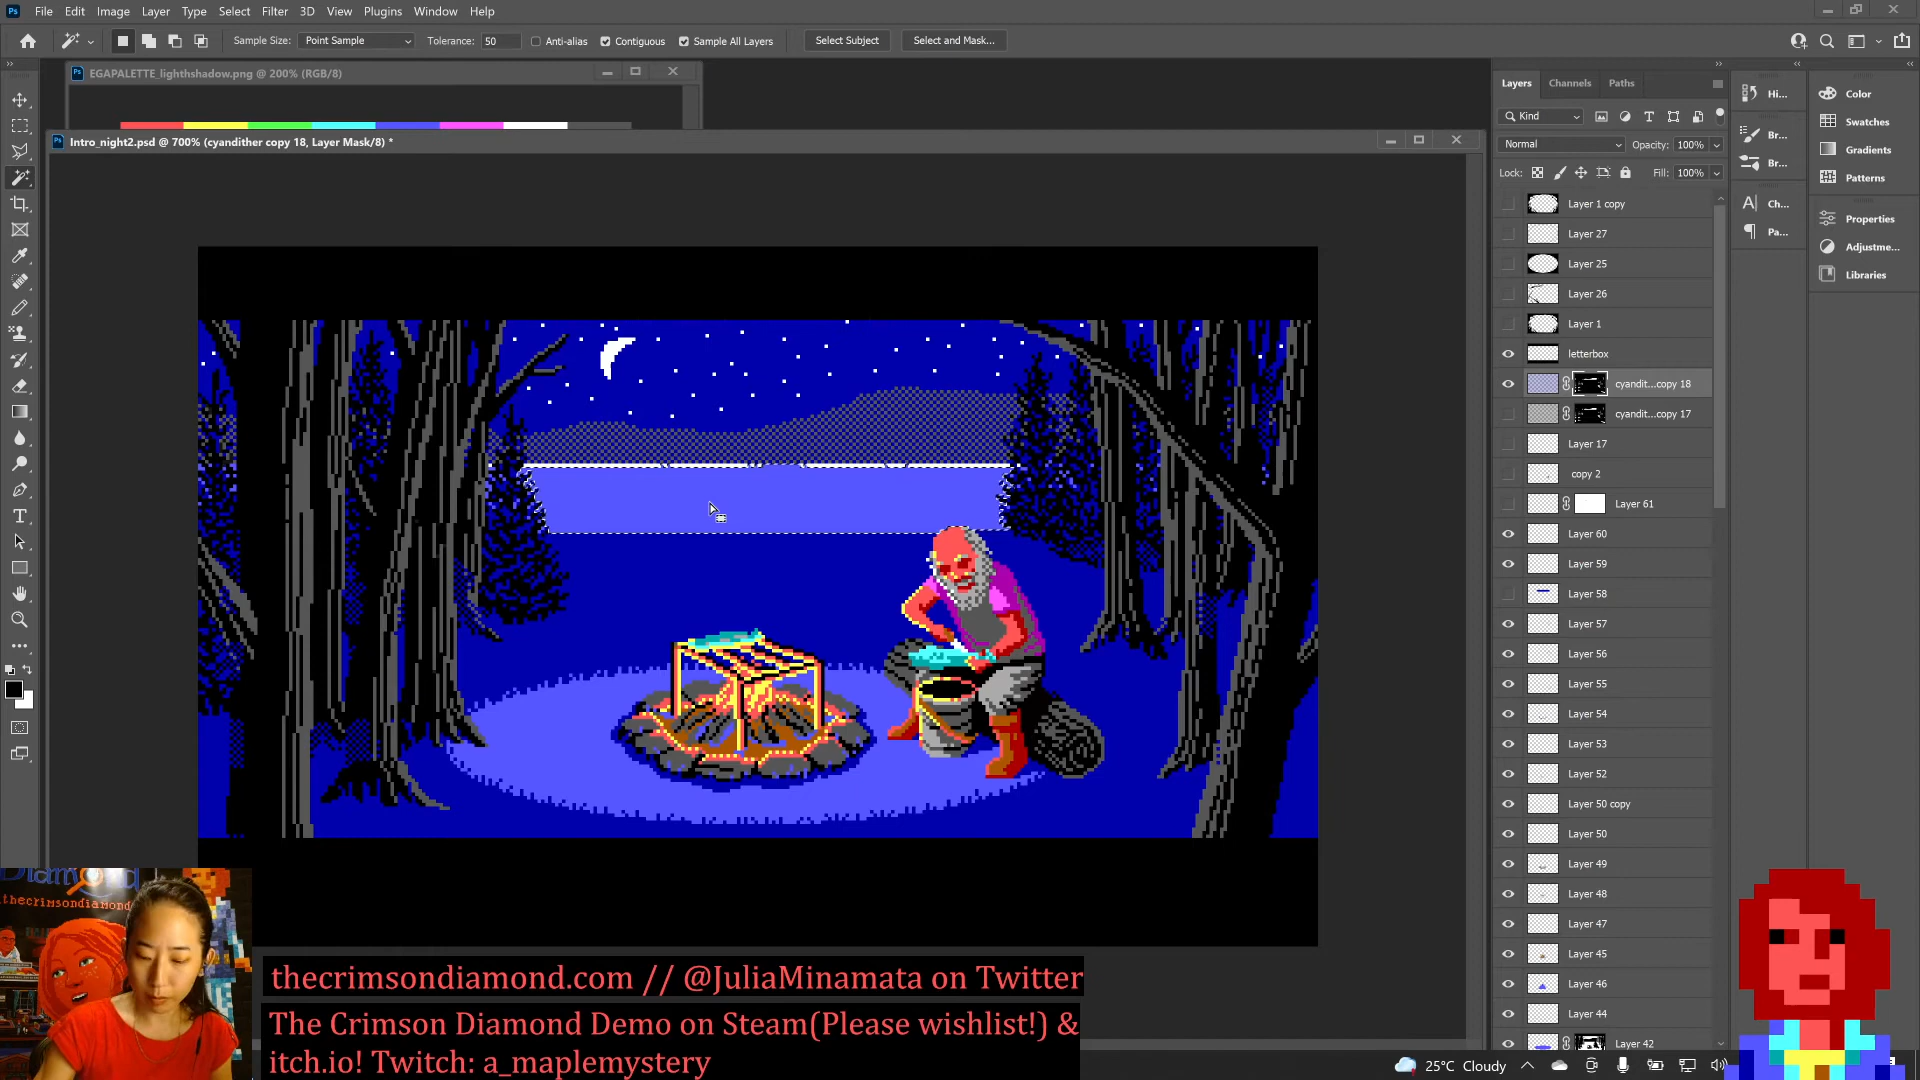 File Edit Image Layer Type Select Filter 3D View Plugins Window Help
Sample Size: Point Sample Tolerance: 50 Anti-alias Contiguous Sample All Layers Select Subject Select and Mask...
EGAPALETTE_lighthshadow.png @ 200% (RGB/8)
Intro_night2.psd @ 700% (cyandither copy 18, Layer Mask/8) *
Layers Channels Paths
Kind
Normal Opacity: 100%
Lock: Fill: 100%
Layer 1 copy
Layer 27
Layer 25
Layer 26
Layer 1
letterbox
cyandit...copy 18
cyandit...copy 17
Layer 17
copy 2
Layer 61
Layer 60
Layer 59
Layer 58
Layer 57
Layer 56
Layer 55
Layer 54
Layer 53
Layer 52
Layer 50 copy
Layer 50
Layer 49
Layer 48
Layer 47
Layer 45
Layer 46
Layer 44
Layer 42
Hi...
Br...
Br...
Ch...
Pa...
Color
Swatches
Gradients
Patterns
Properties
Adjustme...
Libraries
thecrimsondiamond.com // @JuliaMinamata on Twitter
The Crimson Diamond Demo on Steam(Please wishlist!) &
itch.io! Twitch: a_maplemystery
25°C Cloudy